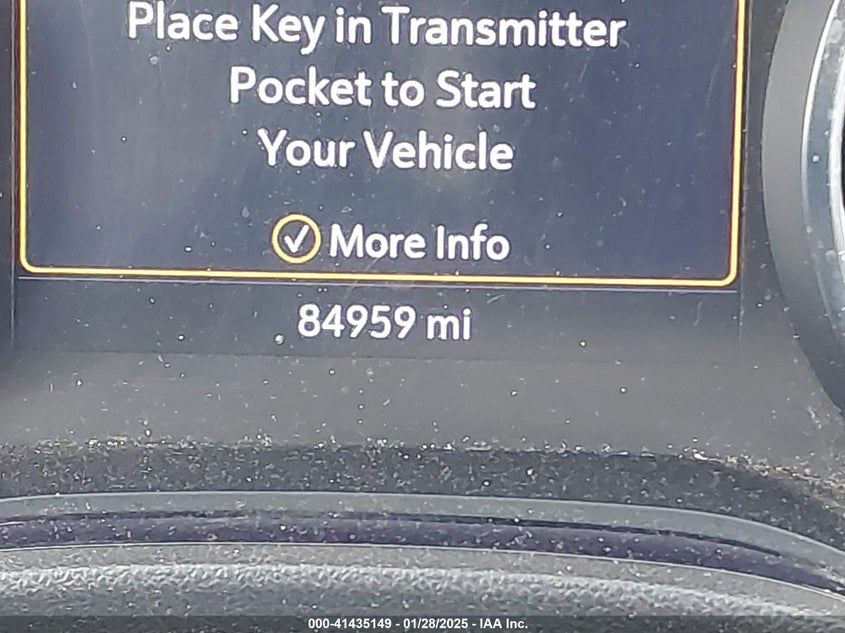 Place Key in Transmitter
Pocket to Start
Your Vehicle
More Info
84959 mi
000-41435149 - 01/28/2025 - IAA Inc.